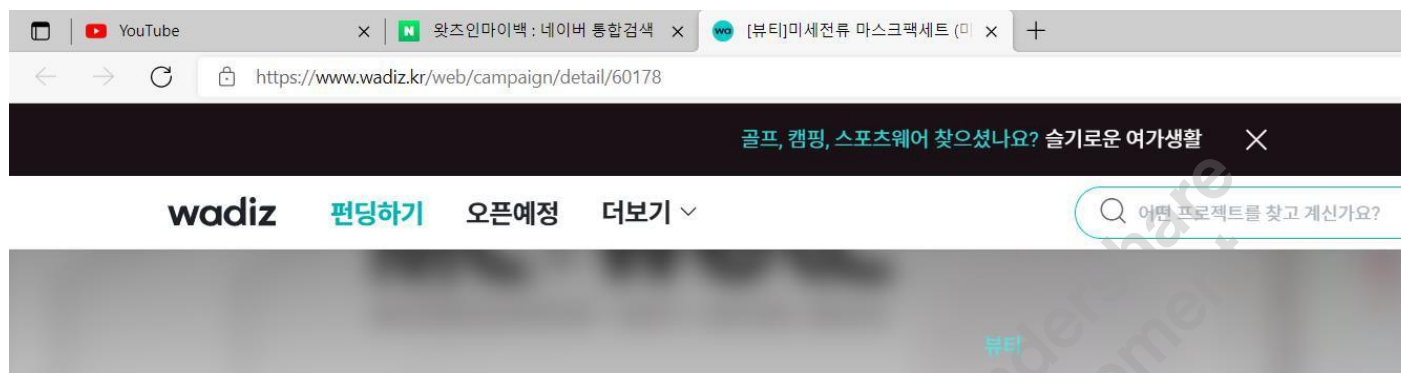 YouTube
왓츠인마이백 : 네이버 통합검색
[뷰티]미세전류 마스크팩세트 (미
https://www.wadiz.kr/web/campaign/detail/60178
골프, 캠핑, 스포츠웨어 찾으셨나요? 슬기로운 여가생활
wadiz 펀딩하기 오픈예정 더보기
어떤 프로젝트를 찾고 계신가요?
뷰티